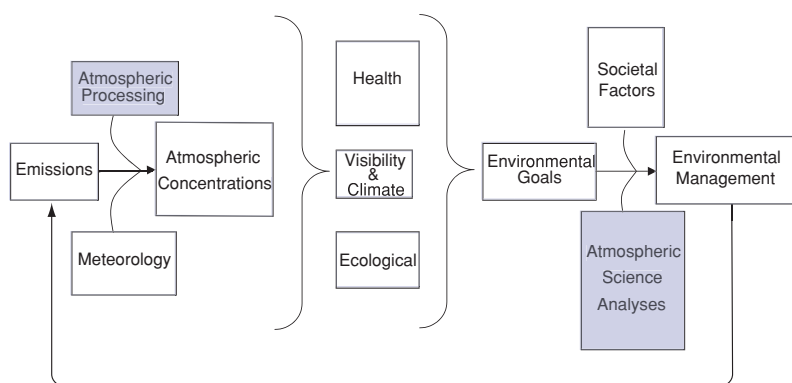 Atmospheric
Processing
Emissions
Atmospheric
Concentrations
Meteorology
Health
Visibility
&
Climate
Ecological
Environmental
Goals
Societal
Factors
Environmental
Management
Atmospheric
Science
Analyses